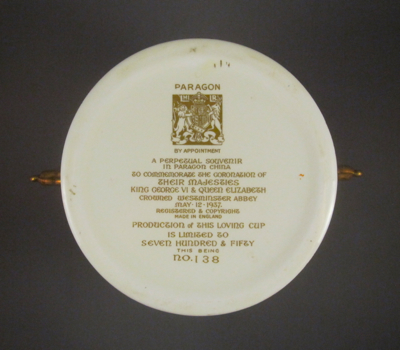 PARAGON
BY APPOINTMENT
A PERPETUAL SOUVENIR
IN PARAGON CHINA
TO COMMEMORATE THE CORONATION OF
THEIR MAJESTIES
KING GEORGE VI & QUEEN ELIZABETH
CROWNED WESTMINSTER ABBEY
MAY·12·1937.
REGISTERED & COPYRIGHT
MADE IN ENGLAND
PRODUCTION of THIS LOVING CUP
IS LIMITED TO
SEVEN HUNDRED & FIFTY
THIS BEING
NO. 138